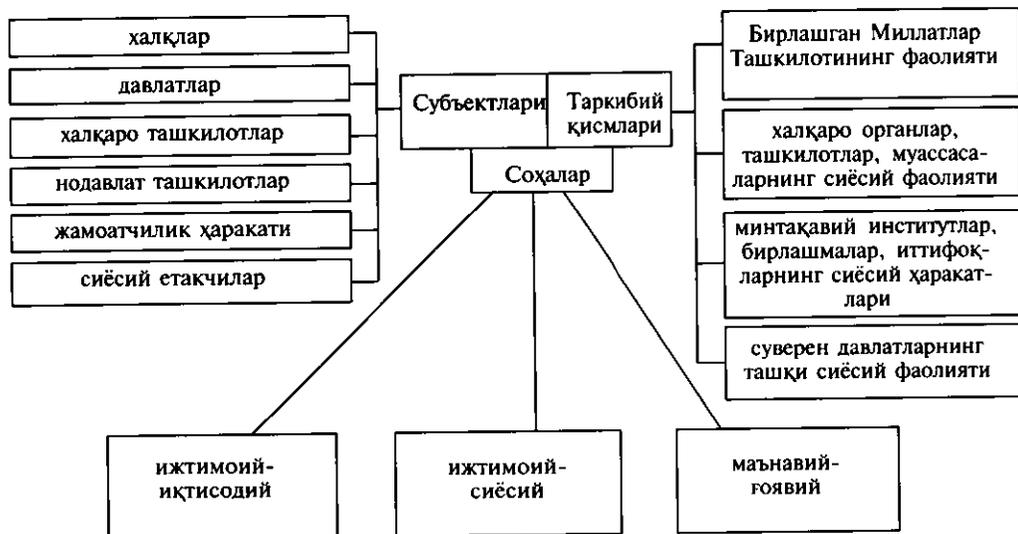 халқлар
давлатлар
халқаро ташкилотлар
нодавлат ташкилотлар
жамоатчилик ҳаракати
сиёсий етакчилар
Субъектлари
Таркибий
қисмлари
Соҳалар
Бирлашган Миллатлар
Ташкилотининг фаолияти
халқаро органлар,
ташкилотлар, муассаса-
ларнинг сиёсий фаолияти
минтақавий институтлар,
бирлашмалар, иттифоқ-
ларнинг сиёсий ҳаракат-
лари
суверен давлатларнинг
ташқи сиёсий фаолияти
ижтимоий-
иқтисодий
ижтимоий-
сиёсий
маънавий-
ғоявий